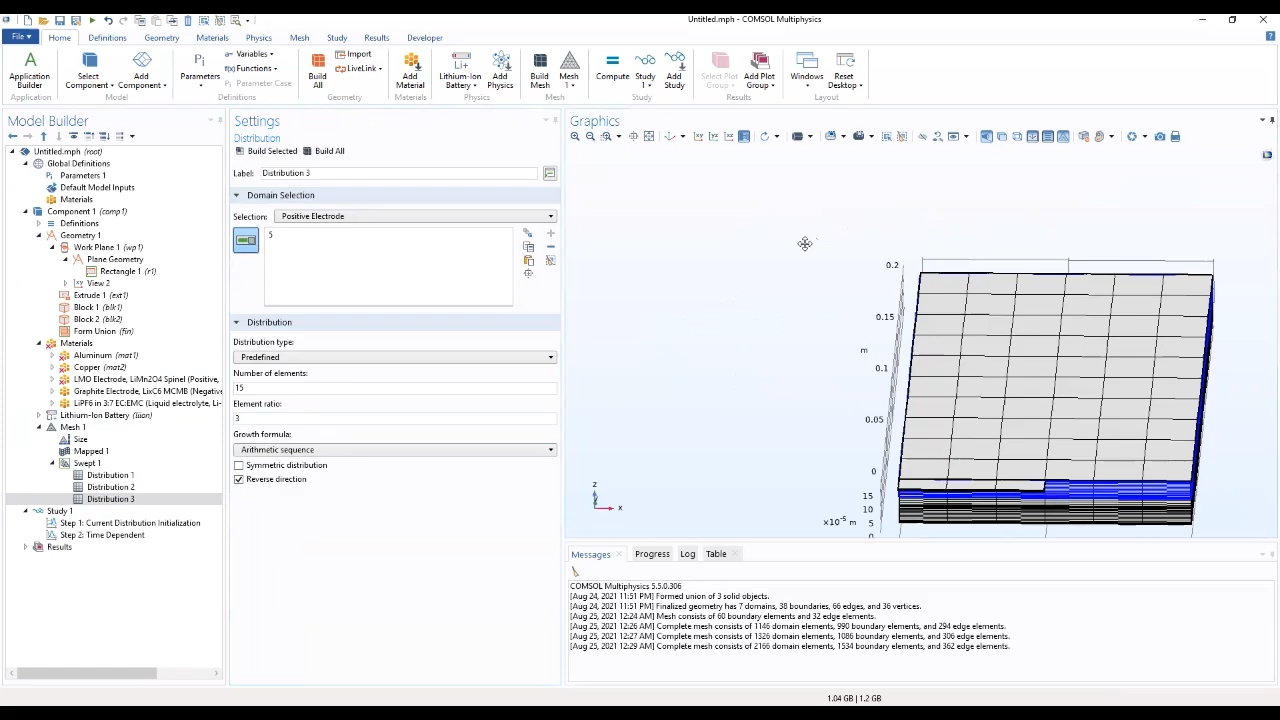 Untitled.mph - COMSOL Multiphysics
File Home Definitions Geometry Materials Physics Mesh Study Results Developer
Application Builder
Application
Select Component
Add Component
Model
Parameters
a= Variables
f(x) Functions
Parameter Case
Definitions
Build All
Import
LiveLink
Geometry
Add Material
Materials
Lithium-Ion Battery
Add Physics
Physics
Build Mesh
Mesh 1
Mesh
Compute
Study 1
Add Study
Study
Select Plot Group
Add Plot Group
Results
Windows
Reset Desktop
Layout
Model Builder
Untitled.mph (root)
Global Definitions
Parameters 1
Default Model Inputs
Materials
Component 1 (comp1)
Definitions
Geometry 1
Work Plane 1 (wp1)
Plane Geometry
Rectangle 1 (r1)
View 2
Extrude 1 (ext1)
Block 1 (blk1)
Block 2 (blk2)
Form Union (fin)
Materials
Aluminum (mat1)
Copper (mat2)
LMO Electrode, LiMn2O4 Spinel (Positive,
Graphite Electrode, LixC6 MCMB (Negative
LiPF6 in 3:7 EC:EMC (Liquid electrolyte, Li-
Lithium-Ion Battery (liion)
Mesh 1
Size
Mapped 1
Swept 1
Distribution 1
Distribution 2
Distribution 3
Study 1
Step 1: Current Distribution Initialization
Step 2: Time Dependent
Results
Settings
Distribution
Build Selected Build All
Label: Distribution 3
Domain Selection
Selection: Positive Electrode
5
Distribution
Distribution type:
Predefined
Number of elements:
15
Element ratio:
3
Growth formula:
Arithmetic sequence
Symmetric distribution
Reverse direction
Graphics
0.2
0.15
m
0.1
0.05
0
15
10
×10⁻⁵ m 5
0
z
y
x
Messages Progress Log Table
COMSOL Multiphysics 5.5.0.306
[Aug 24, 2021 11:51 PM] Formed union of 3 solid objects.
[Aug 24, 2021 11:51 PM] Finalized geometry has 7 domains, 38 boundaries, 66 edges, and 36 vertices.
[Aug 25, 2021 12:24 AM] Mesh consists of 60 boundary elements and 32 edge elements.
[Aug 25, 2021 12:26 AM] Complete mesh consists of 1146 domain elements, 990 boundary elements, and 294 edge elements.
[Aug 25, 2021 12:27 AM] Complete mesh consists of 1326 domain elements, 1086 boundary elements, and 306 edge elements.
[Aug 25, 2021 12:29 AM] Complete mesh consists of 2166 domain elements, 1534 boundary elements, and 362 edge elements.
1.04 GB | 1.2 GB